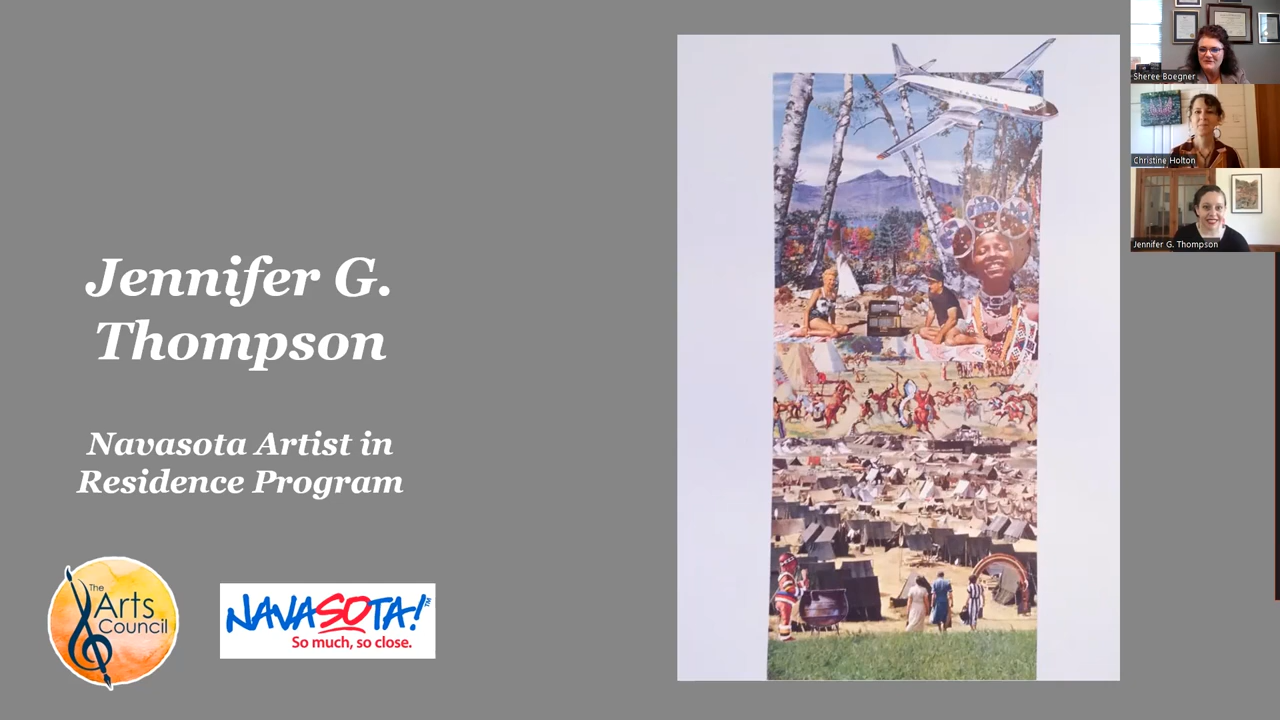 Jennifer G.
Thompson
Navasota Artist in
Residence Program
The
Arts
Council
NAVASOTA!™
So much, so close.
Sheree Boegner
Christine Holton
Jennifer G. Thompson